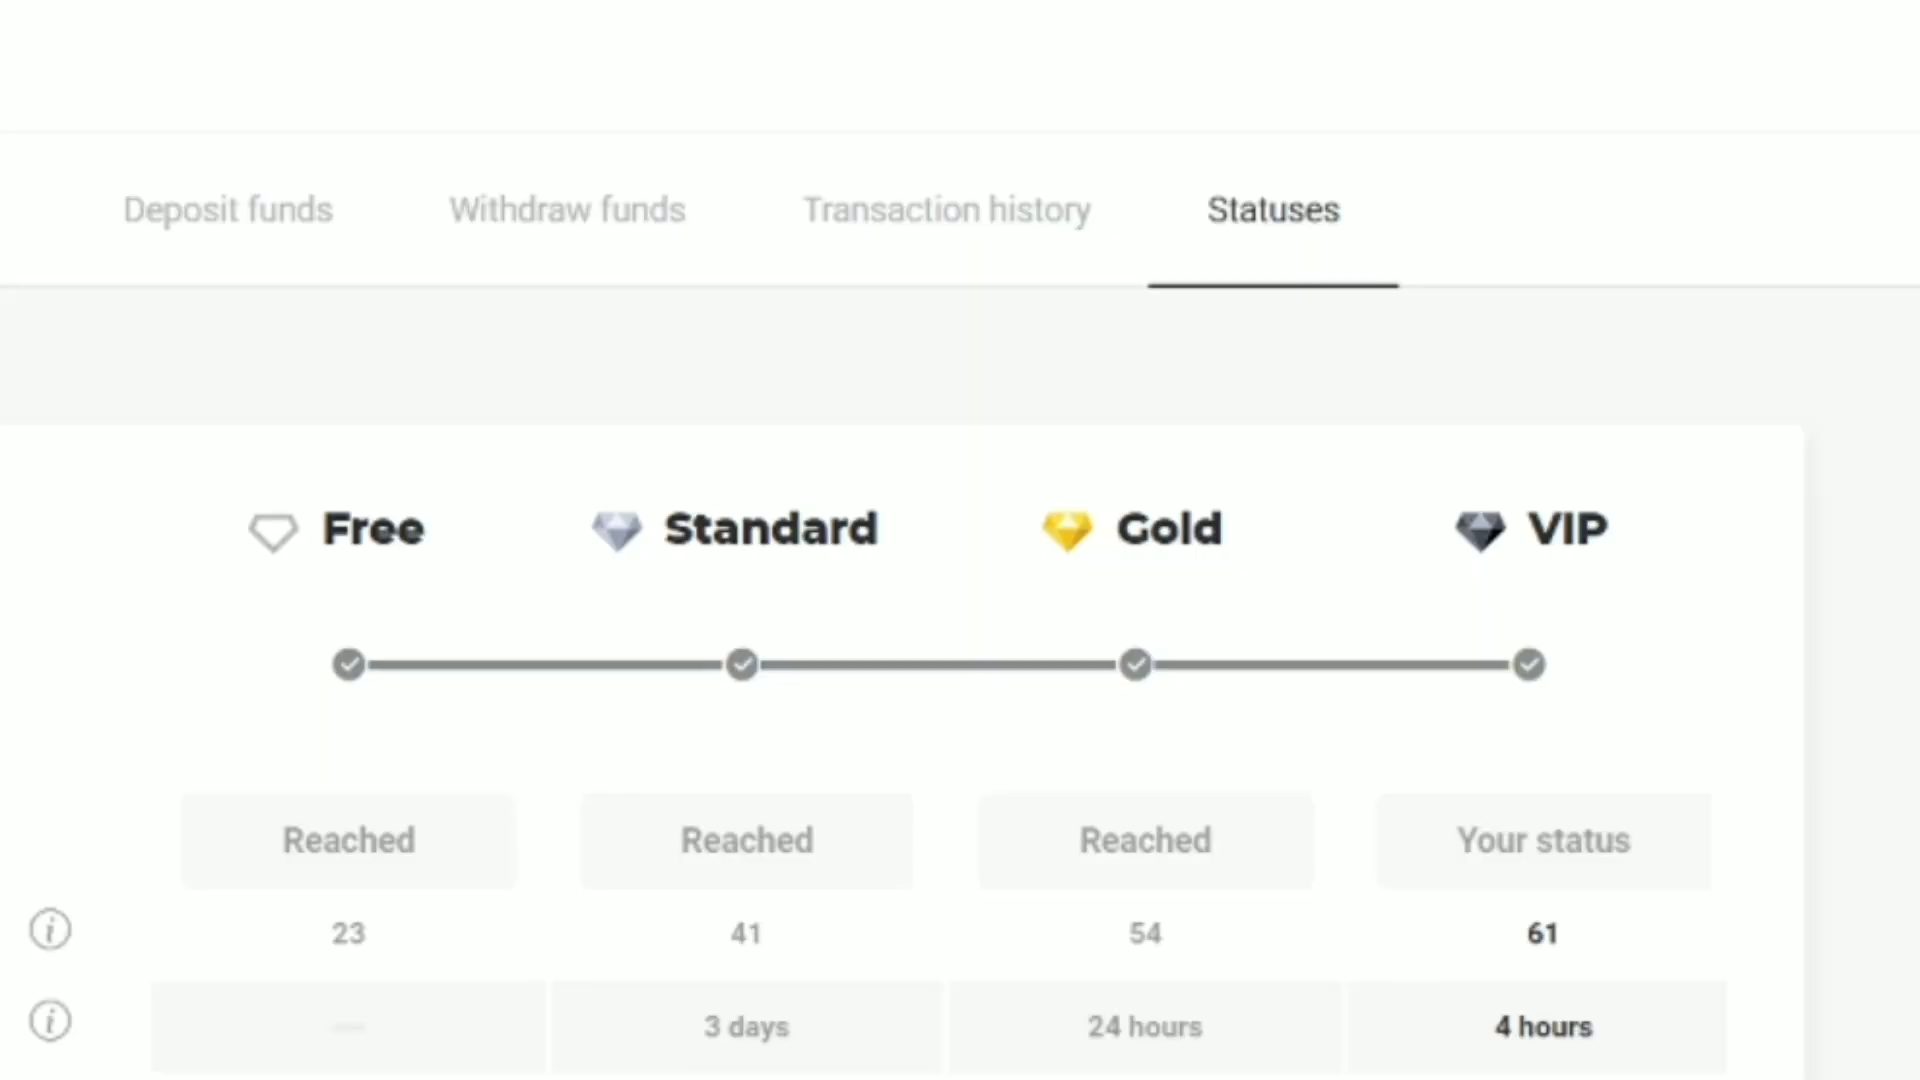 Deposit funds Withdraw funds Transaction history Statuses
Free Standard Gold VIP
Reached Reached Reached Your status
23 41 54 61
— 3 days 24 hours 4 hours